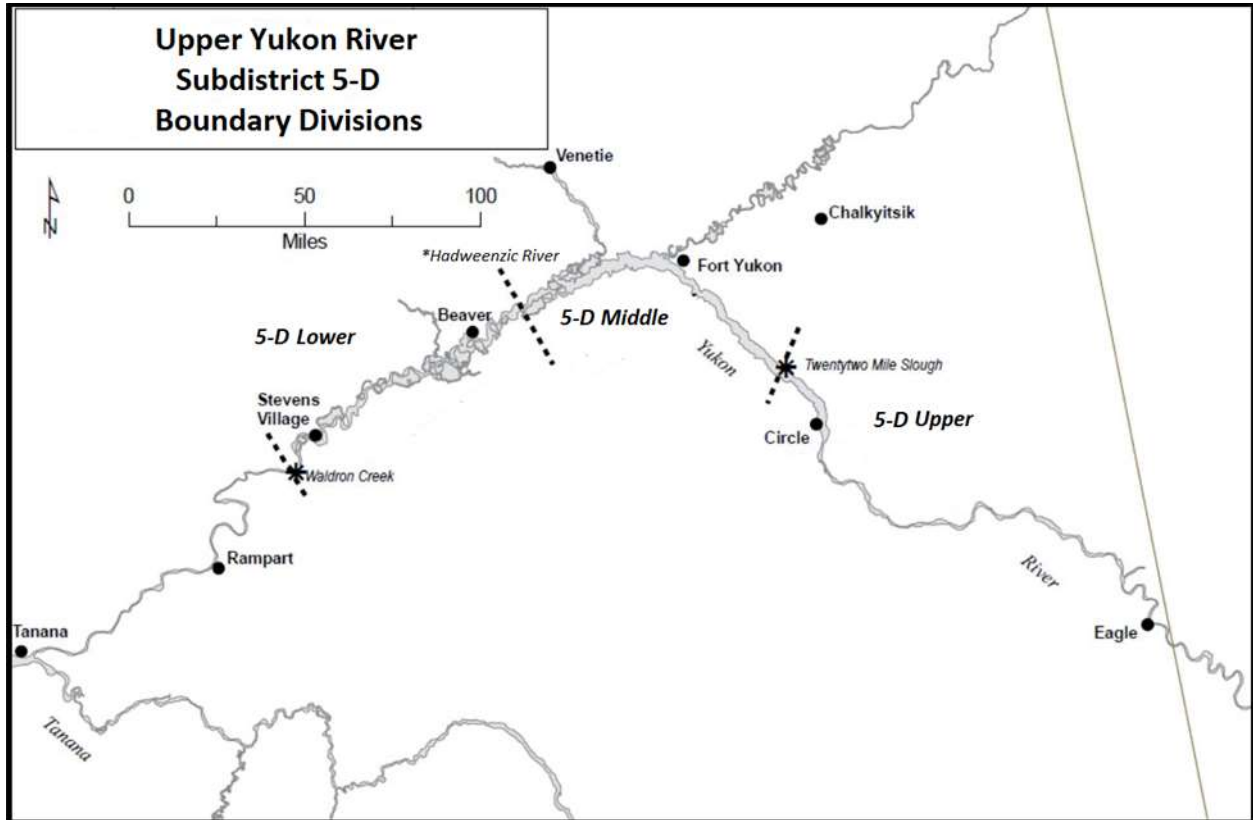 Upper Yukon River
Subdistrict 5-D
Boundary Divisions
Venetie
0 50 100
Miles
N
Chalkyitsik
*Hadweenzic River
Fort Yukon
Beaver
5-D Middle
5-D Lower
Yukon
Twentytwo Mile Slough
Stevens
Village
5-D Upper
Circle
Waldron Creek
Rampart
River
Tanana
Eagle
Tanana